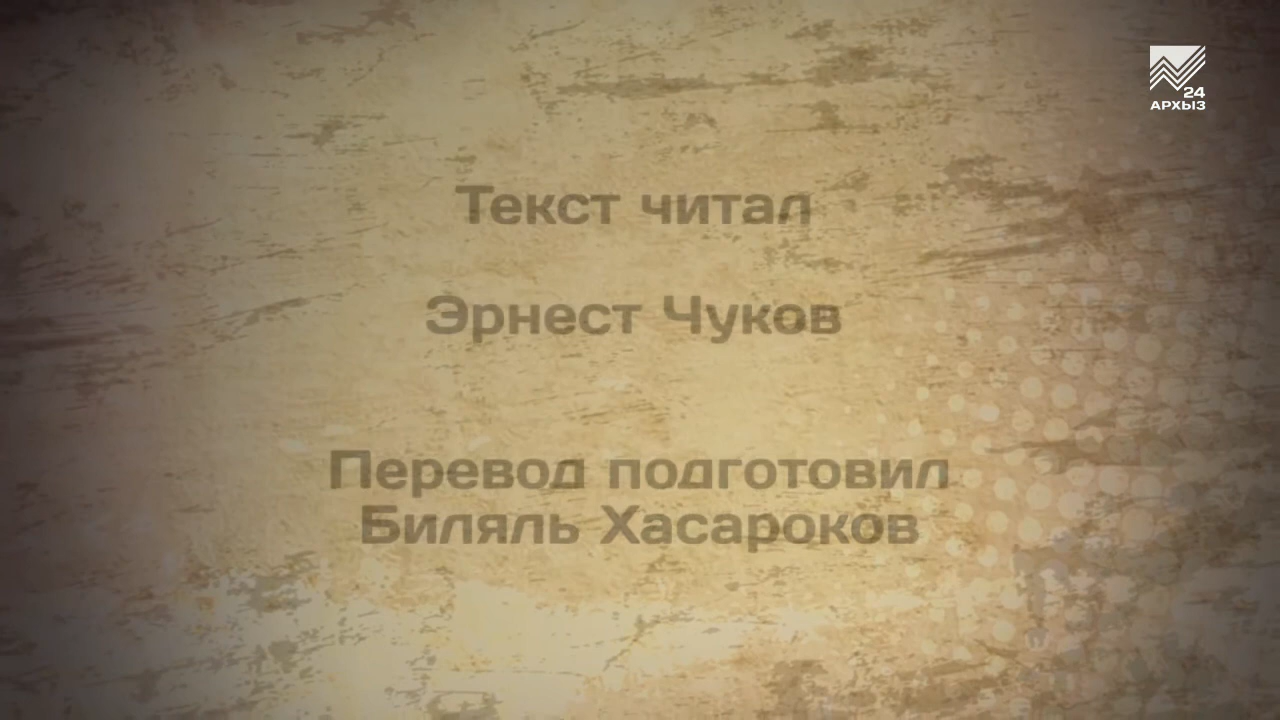 24
АРХЫЗ
Текст читал
Эрнест Чуков
Перевод подготовил
Биляль Хасароков